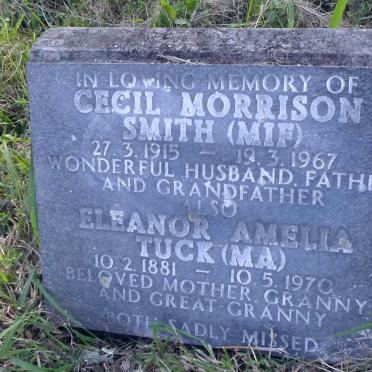 IN LOVING MEMORY OF
CECIL MORRISON
SMITH (MIF)
27.3.1915 – 19.3.1967
WONDERFUL HUSBAND, FATHE
AND GRANDFATHER
ALSO
ELEANOR AMELIA
TUCK (MA)
10.2.1881 – 10.5.1970
BELOVED MOTHER, GRANNY
AND GREAT GRANNY
BOTH SADLY MISSED